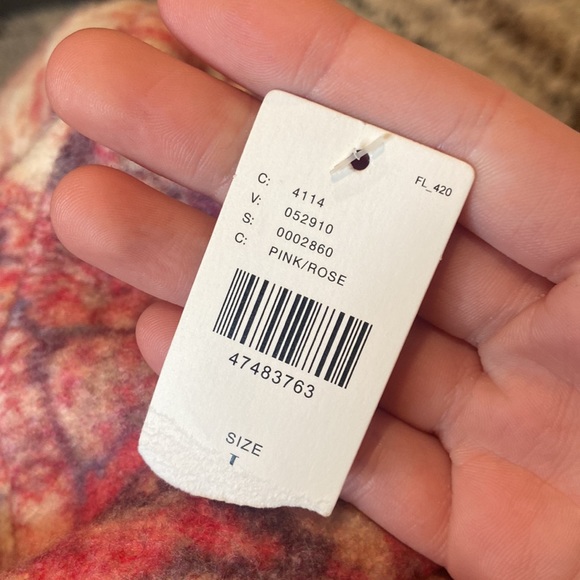 FL_420
C: 4114
V: 052910
S: 0002860
C: PINK/ROSE
47483763
SIZE